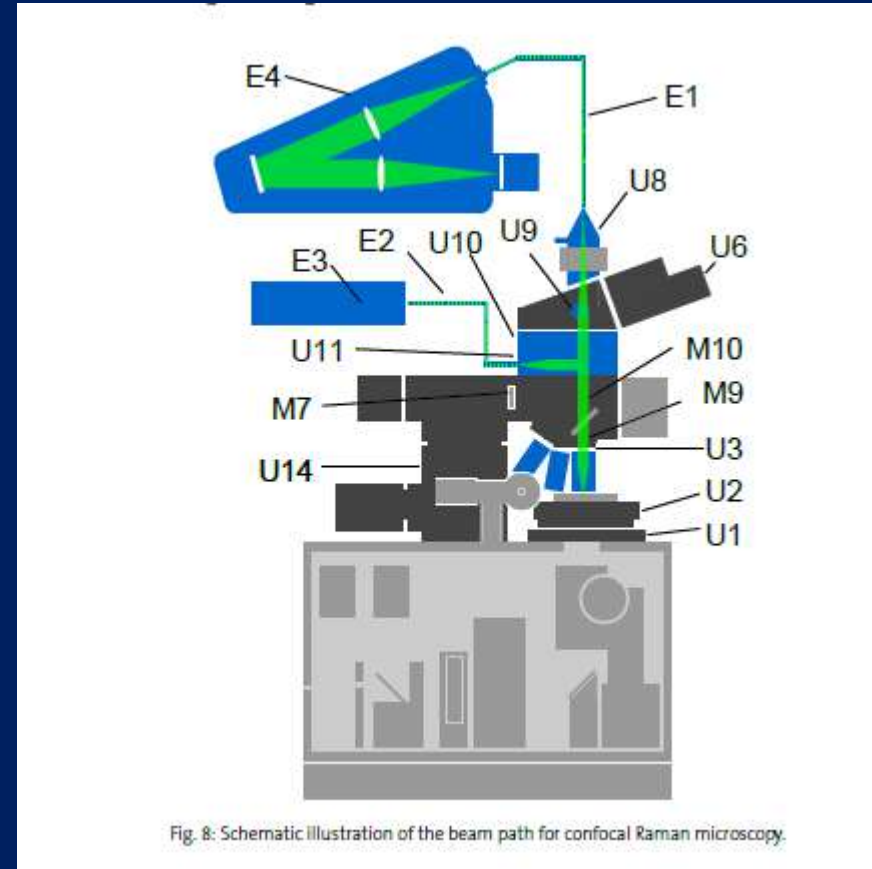 E4
E1
U8
E2
U10
U9
U6
E3
U11
M10
M7
M9
U3
U14
U2
U1
Fig. 8: Schematic illustration of the beam path for confocal Raman microscopy.